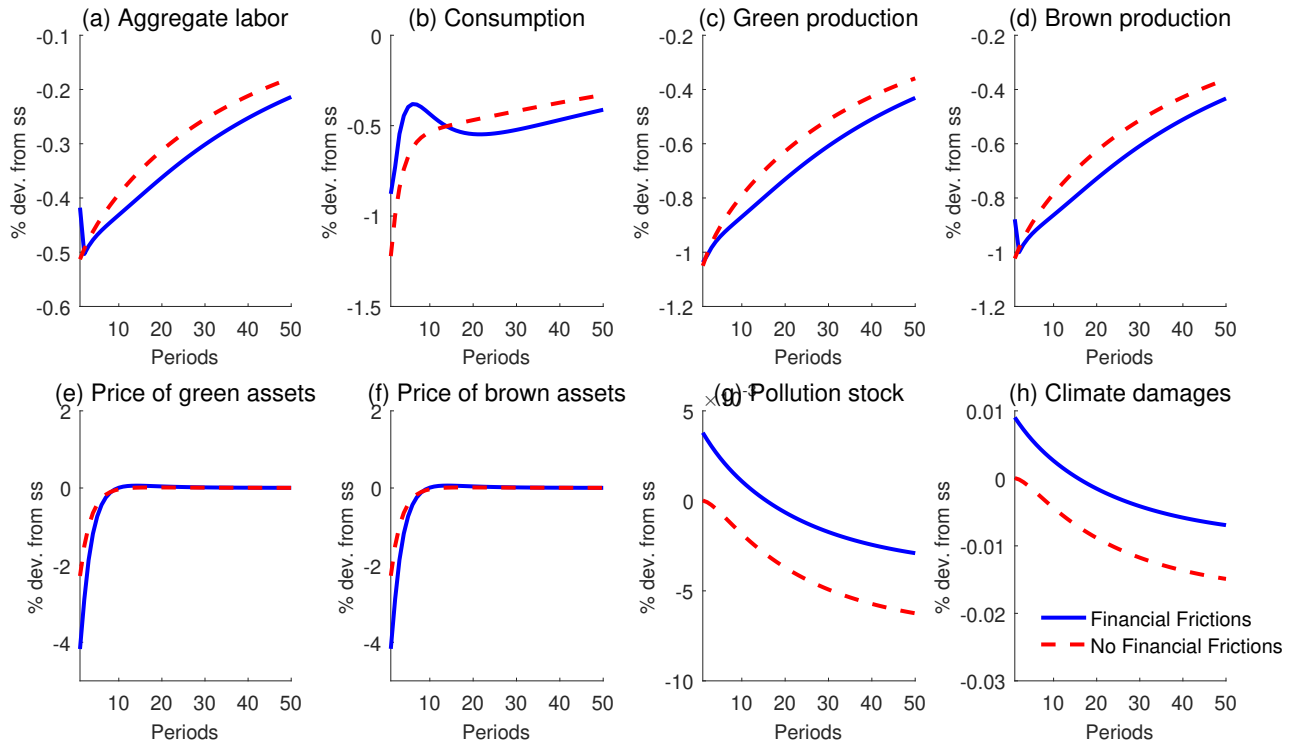 (a) Aggregate labor
(b) Consumption
(c) Green production
(d) Brown production
% dev. from ss
-0.1
-0.2
-0.3
-0.4
-0.5
-0.6
10 20 30 40 50
Periods
% dev. from ss
0
-0.5
-1
-1.5
10 20 30 40 50
Periods
% dev. from ss
-0.2
-0.4
-0.6
-0.8
-1
-1.2
10 20 30 40 50
Periods
% dev. from ss
-0.2
-0.4
-0.6
-0.8
-1
-1.2
10 20 30 40 50
Periods
(e) Price of green assets
(f) Price of brown assets
(g) Pollution stock
(h) Climate damages
% dev. from ss
2
0
-2
-4
10 20 30 40 50
Periods
% dev. from ss
2
0
-2
-4
10 20 30 40 50
Periods
×10-3
% dev. from ss
5
0
-5
-10
10 20 30 40 50
Periods
% dev. from ss
0.01
0
-0.01
-0.02
-0.03
10 20 30 40 50
Periods
Financial Frictions
No Financial Frictions